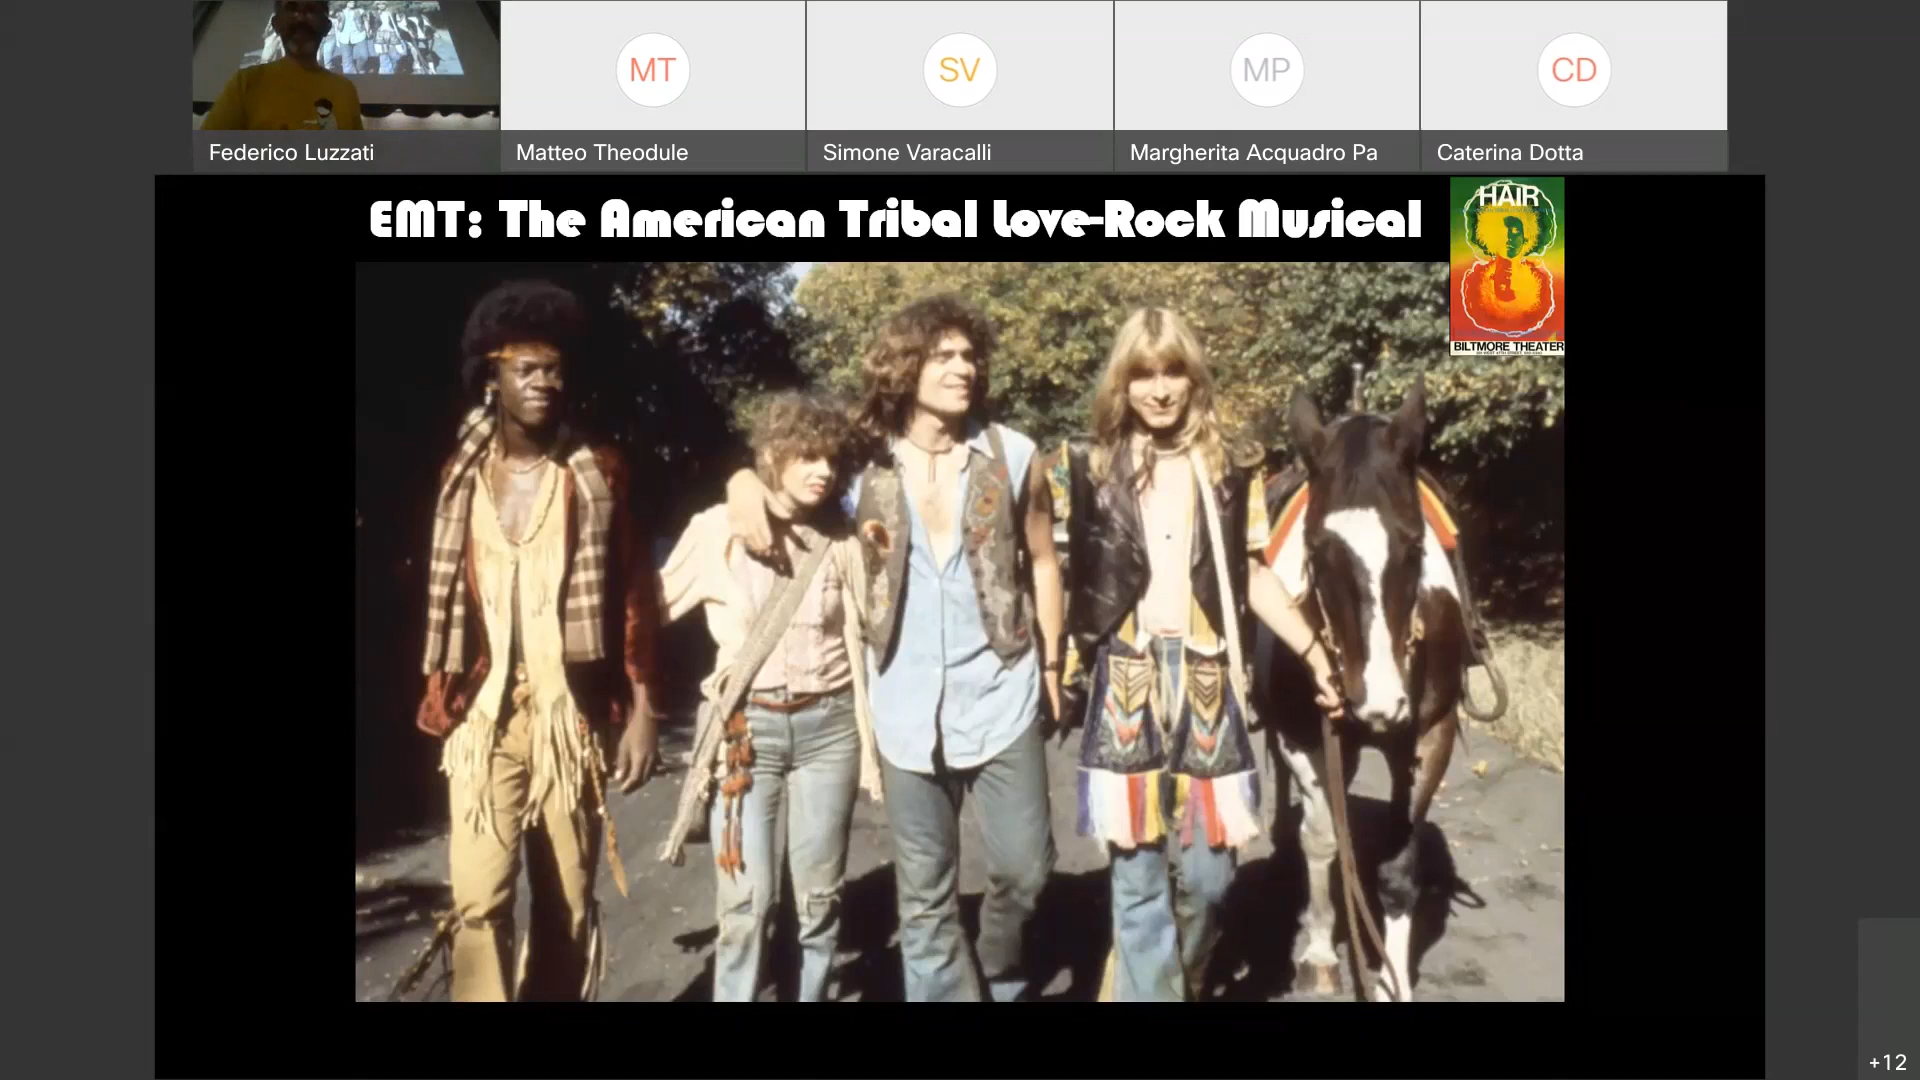 MT
SV
MP
CD
Federico Luzzati
Matteo Theodule
Simone Varacalli
Margherita Acquadro Pa
Caterina Dotta
EMT: The American Tribal Love-Rock Musical
HAIR
BILTMORE THEATER
+12